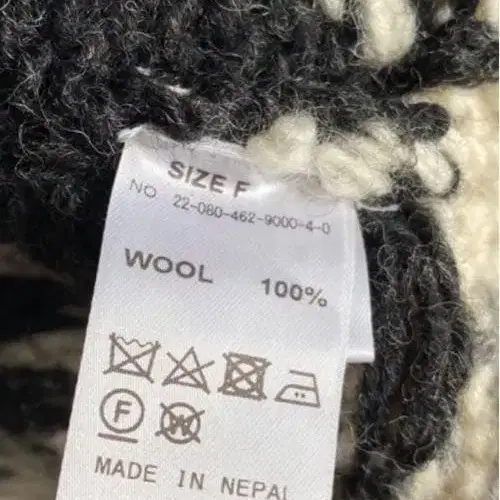 SIZE F
NO 22-080-462-9000-4-0
WOOL 100%
F W
MADE IN NEPAL